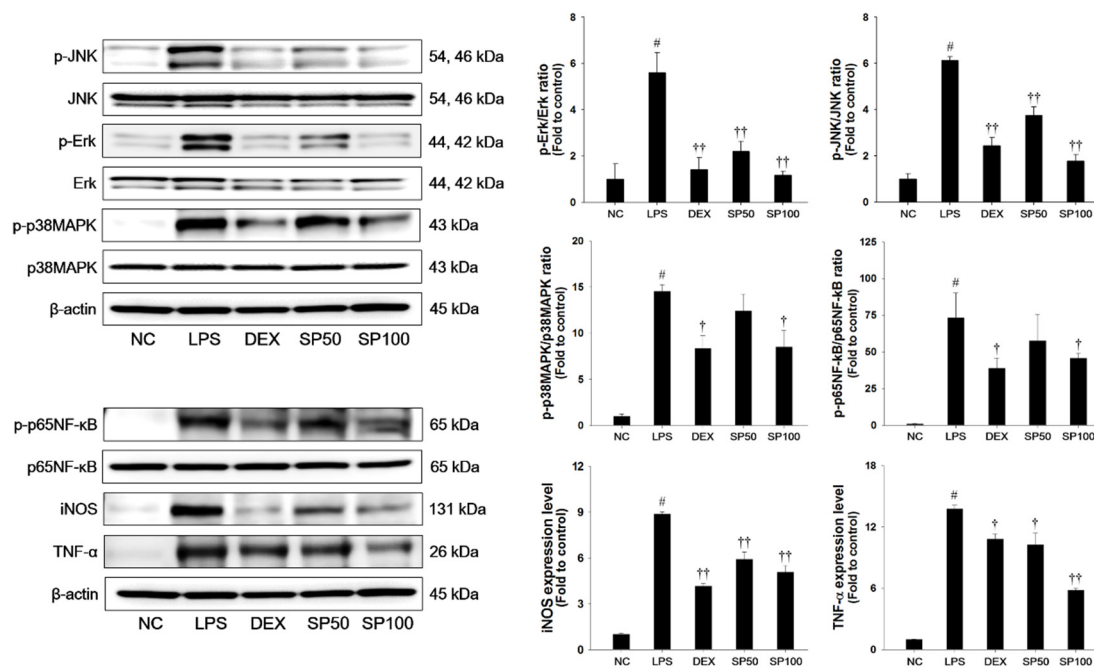 p-JNK 54, 46 kDa
JNK 54, 46 kDa
p-Erk 44, 42 kDa
Erk 44, 42 kDa
p-p38MAPK 43 kDa
p38MAPK 43 kDa
β-actin 45 kDa
NC LPS DEX SP50 SP100
p-p65NF-κB 65 kDa
p65NF-κB 65 kDa
iNOS 131 kDa
TNF-α 26 kDa
β-actin 45 kDa
NC LPS DEX SP50 SP100
p-Erk/Erk ratio
(Fold to control)
8
6
4
2
0
#
††
††
††
NC LPS DEX SP50 SP100
p-JNK/JNK ratio
(Fold to control)
8
6
4
2
0
#
††
††
††
NC LPS DEX SP50 SP100
p-p38MAPK/p38MAPK ratio
(Fold to control)
20
15
10
5
0
#
†
†
NC LPS DEX SP50 SP100
p-p65NF-kB/p65NF-kB ratio
(Fold to control)
125
100
75
50
25
0
#
†
†
NC LPS DEX SP50 SP100
iNOS expression level
(Fold to control)
12
9
6
3
0
#
††
††
††
NC LPS DEX SP50 SP100
TNF-α expression level
(Fold to control)
18
12
6
0
#
†
†
††
NC LPS DEX SP50 SP100